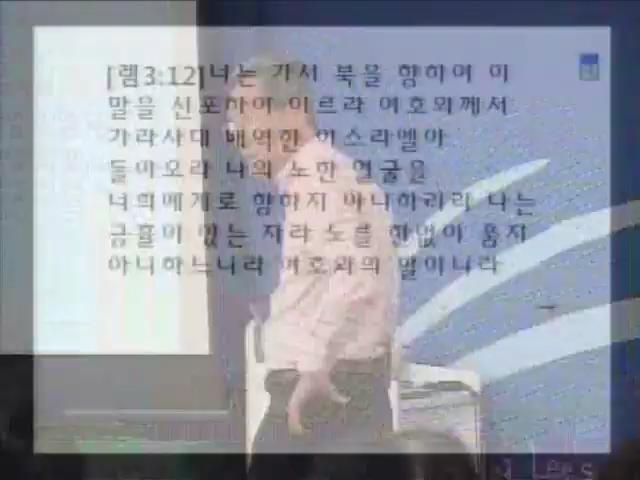 [렘3:12]너는 가서 북을 향하여 이
말을 선포하여 이르라 여호와께서
가라사대 배역한 이스라엘아
돌아오라 나의 노한 얼굴을
너희에게로 향하지 아니하리라 나는
긍휼이 있는 자라 노를 한없이 품지
아니하느니라 여호와의 말이니라